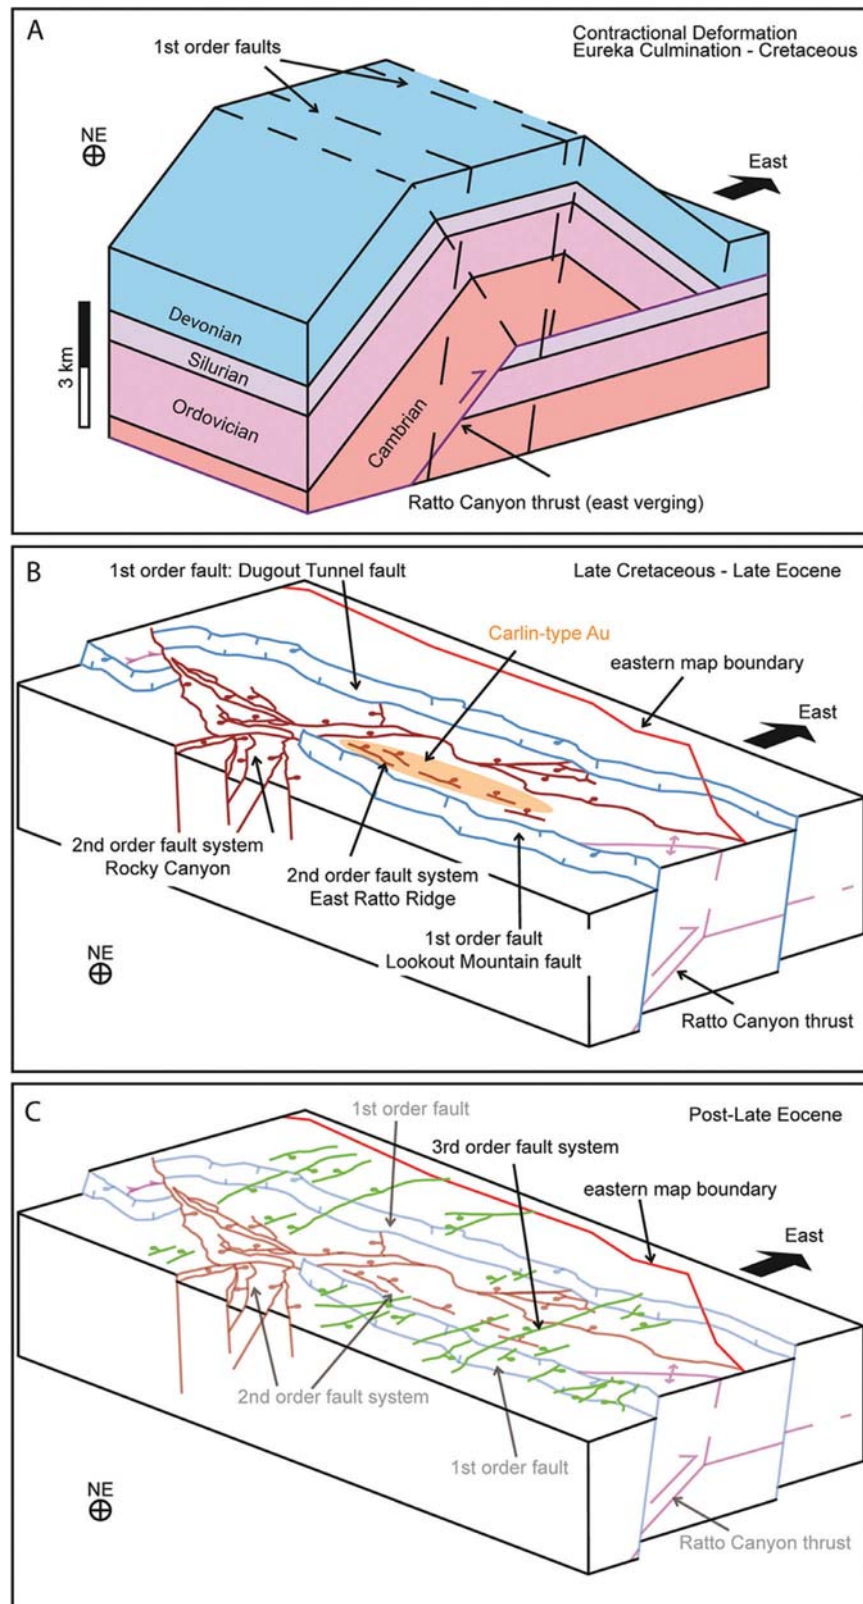 A
Contractional Deformation
Eureka Culmination - Cretaceous
1st order faults
NE
East
3 km
Devonian
Silurian
Ordovician
Cambrian
Ratto Canyon thrust (east verging)
B
1st order fault: Dugout Tunnel fault
Late Cretaceous - Late Eocene
Carlin-type Au
eastern map boundary
East
2nd order fault system
Rocky Canyon
2nd order fault system
East Ratto Ridge
1st order fault
Lookout Mountain fault
NE
Ratto Canyon thrust
C
1st order fault
Post-Late Eocene
3rd order fault system
eastern map boundary
East
2nd order fault system
1st order fault
NE
Ratto Canyon thrust